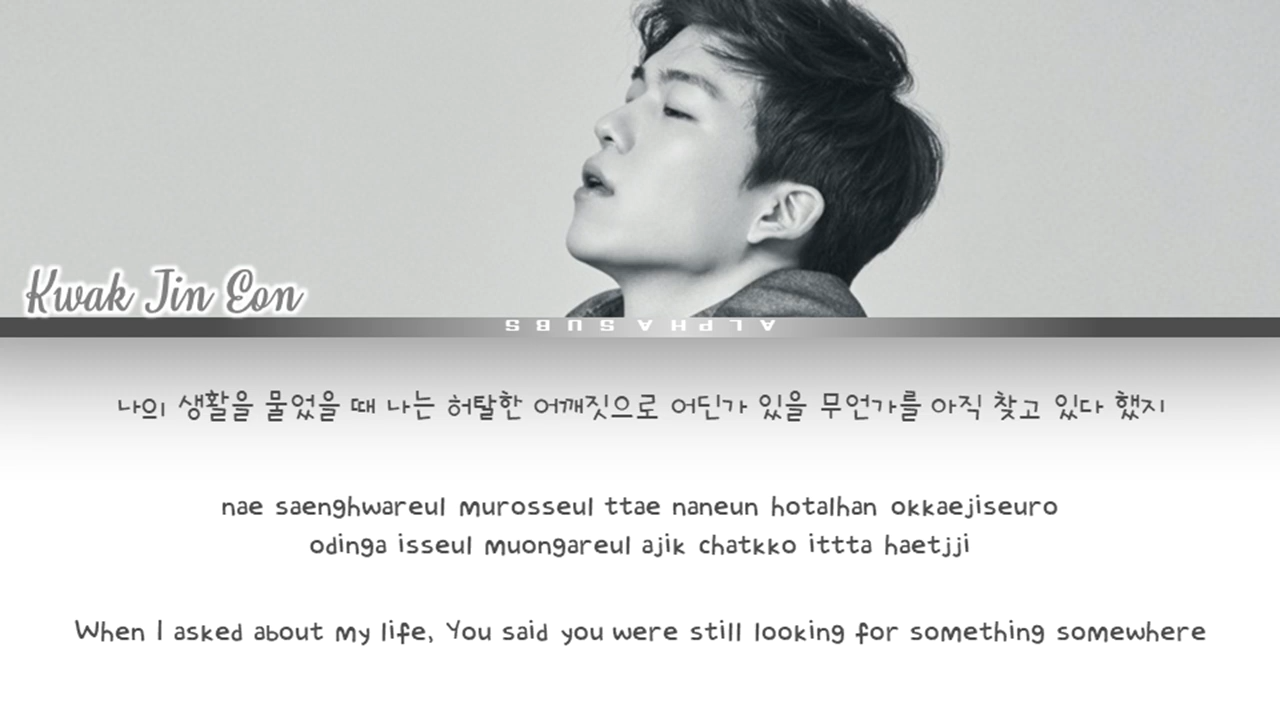 Kwak Jin Eon
ALPHASUBS
나의 생활을 물었을 때 나는 허탈한 어깨짓으로 어딘가 있을 무언가를 아직 찾고 있다 했지
nae saenghwareul murosseul ttae naneun hotalhan okkaejiseuro
odinga isseul muongareul ajik chatkko ittta haetjji
When I asked about my life, You said you were still looking for something somewhere